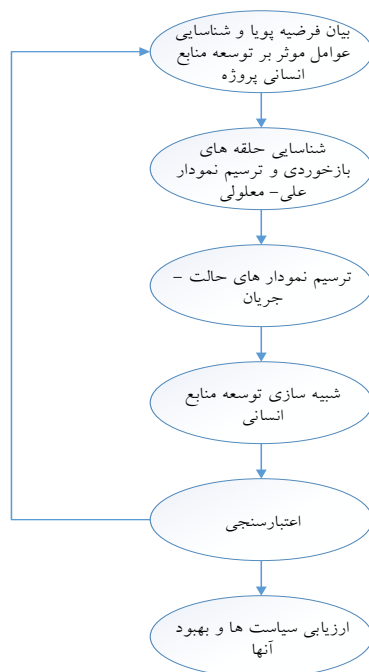 بیان فرضیه پویا و شناسایی
عوامل موثر بر توسعه منابع
انسانی پروژه
شناسایی حلقه های
بازخوردی و ترسیم نمودار
علی– معلولی
ترسیم نمودار های حالت –
جریان
شبیه سازی توسعه منابع
انسانی
اعتبارسنجی
ارزیابی سیاست ها و بهبود
آنها